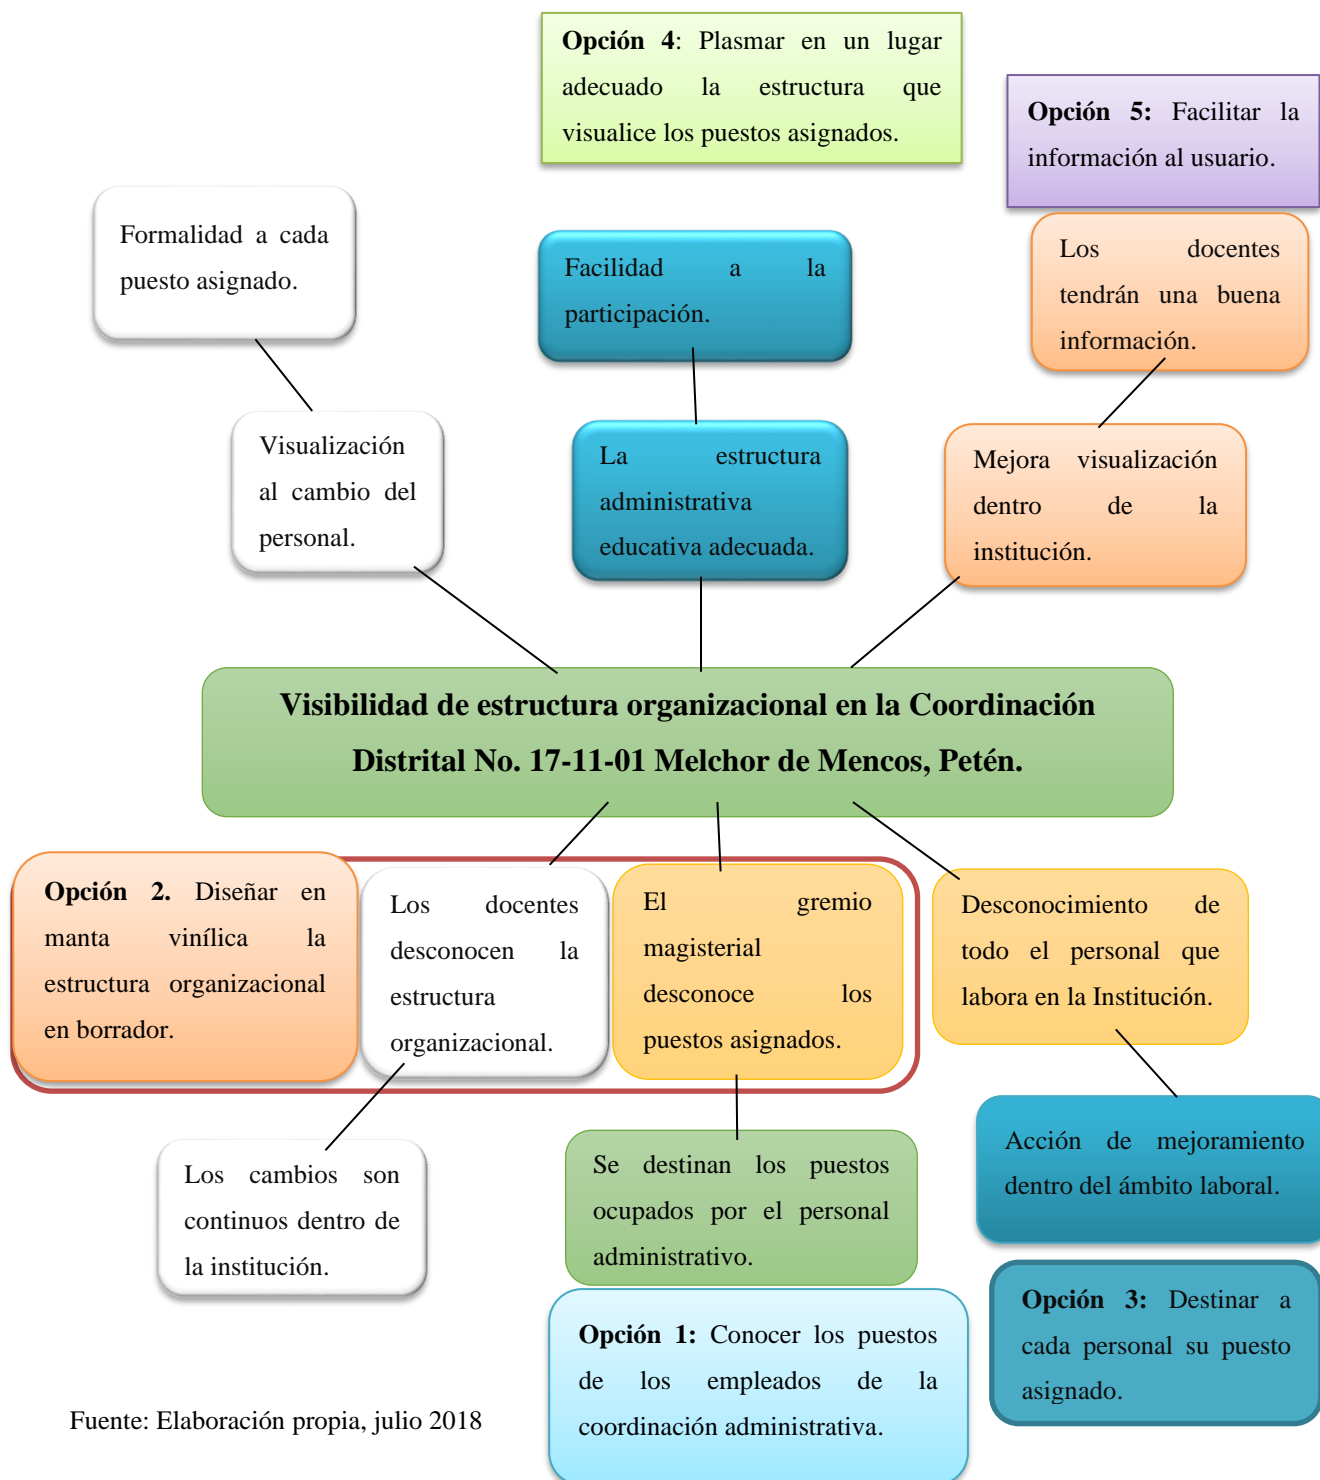 Opción 4: Plasmar en un lugar
adecuado la estructura que
visualice los puestos asignados.
Opción 5: Facilitar la
información al usuario.
Formalidad a cada
puesto asignado.
Facilidad a la
participación.
Los docentes
tendrán una buena
información.
Visualización
al cambio del
personal.
La estructura
administrativa
educativa adecuada.
Mejora visualización
dentro de la
institución.
Visibilidad de estructura organizacional en la Coordinación
Distrital No. 17-11-01 Melchor de Mencos, Petén.
Opción 2. Diseñar en
manta vinílica la
estructura organizacional
en borrador.
Los docentes
desconocen la
estructura
organizacional.
El gremio
magisterial
desconoce los
puestos asignados.
Desconocimiento de
todo el personal que
labora en la Institución.
Los cambios son
continuos dentro de
la institución.
Se destinan los puestos
ocupados por el personal
administrativo.
Acción de mejoramiento
dentro del ámbito laboral.
Opción 1: Conocer los puestos
de los empleados de la
coordinación administrativa.
Opción 3: Destinar a
cada personal su puesto
asignado.
Fuente: Elaboración propia, julio 2018